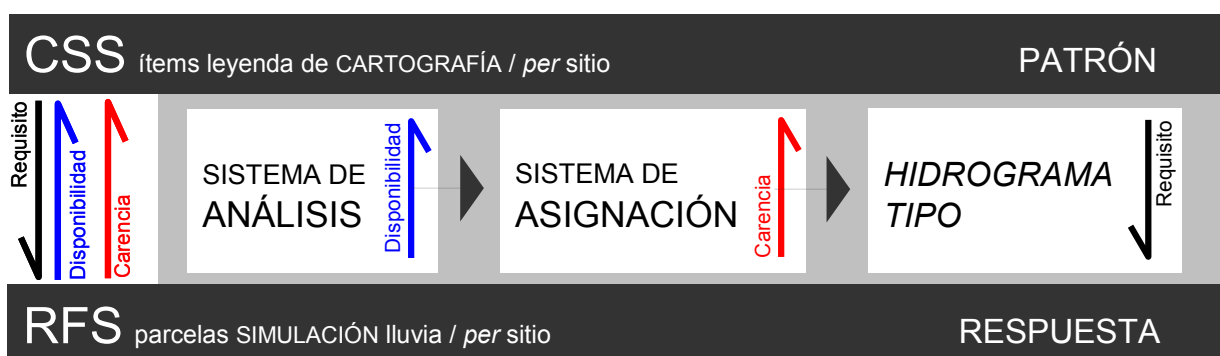 CSS ítems leyenda de CARTOGRAFÍA / per sitio PATRÓN
Requisito
Disponibilidad
Carencia
SISTEMA DE
ANÁLISIS
Disponibilidad
SISTEMA DE
ASIGNACIÓN
Carencia
HIDROGRAMA
TIPO
Requisito
RFS parcelas SIMULACIÓN lluvia / per sitio RESPUESTA